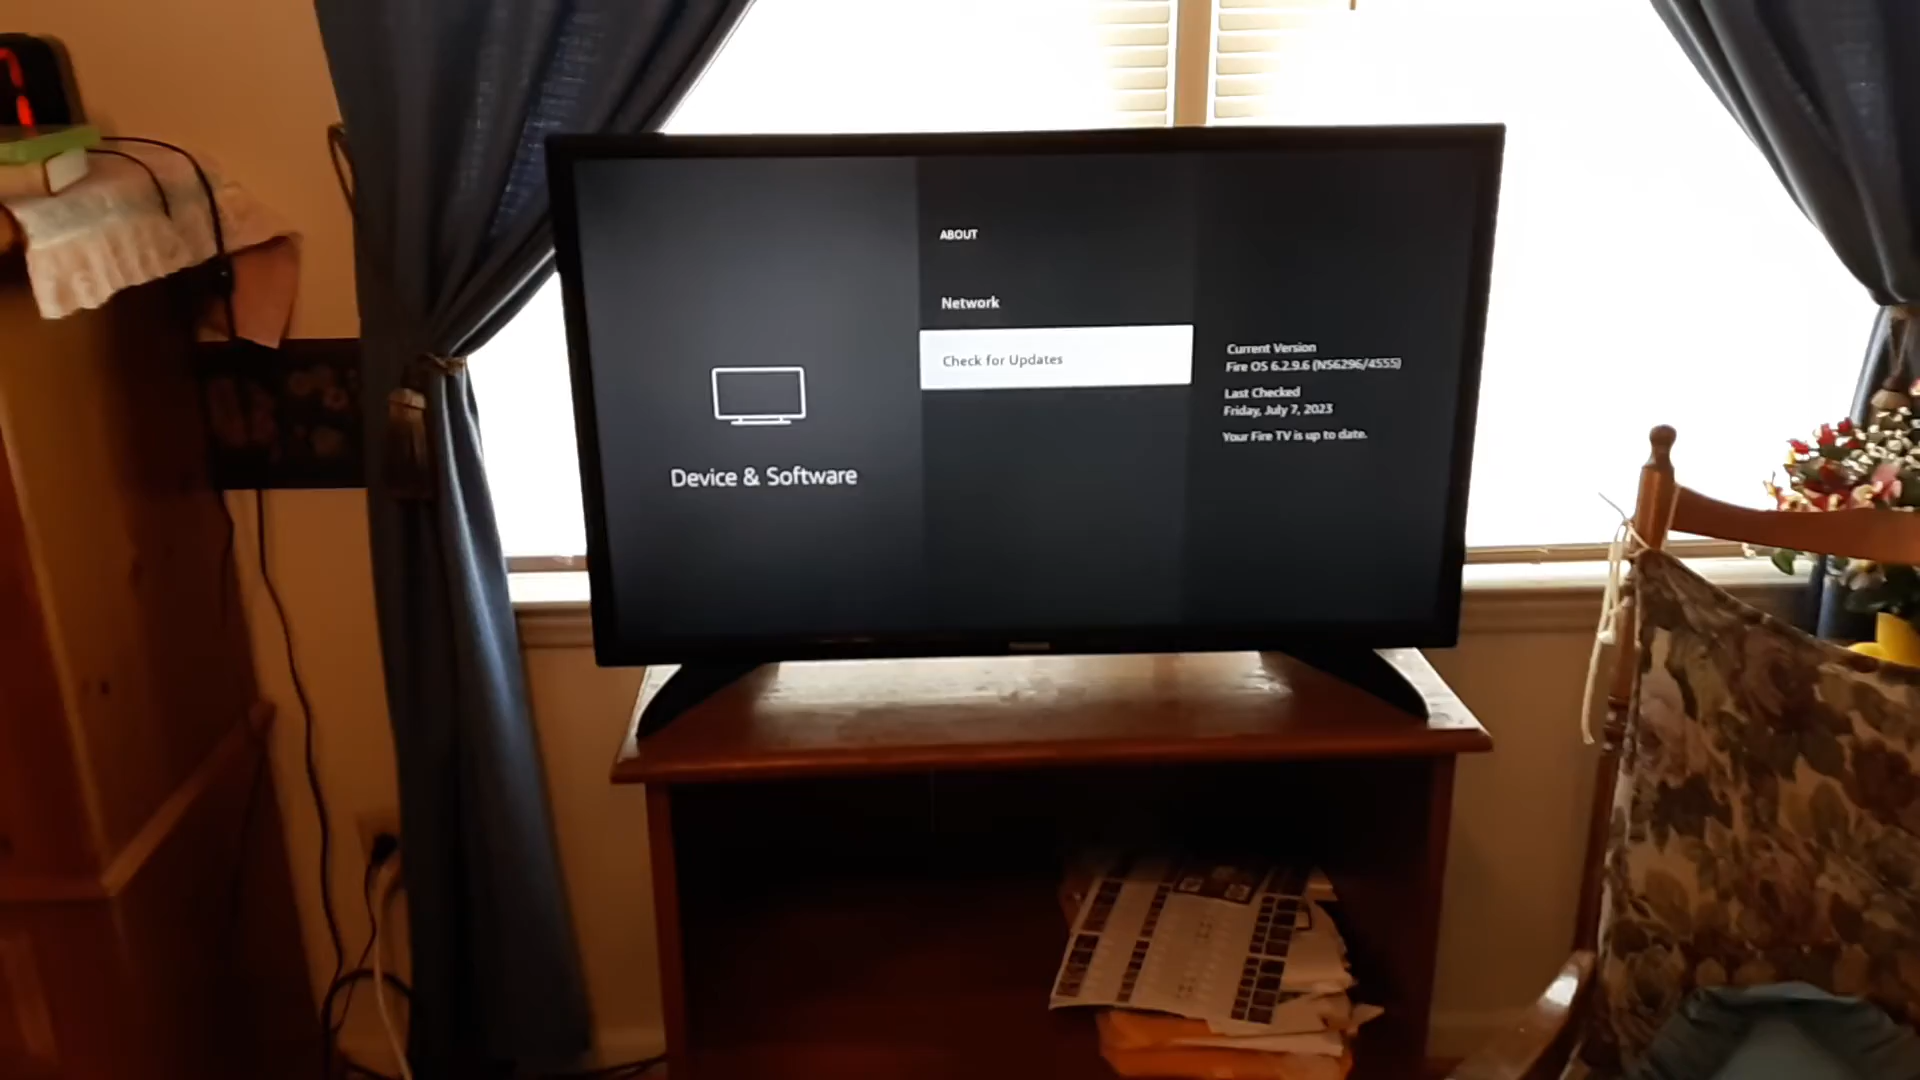 ABOUT
Network
Check for Updates
Device & Software
Current Version
Fire OS 6.2.9.6 (NS6296/4555)
Last Checked
Friday, July 7, 2023
Your Fire TV is up to date.